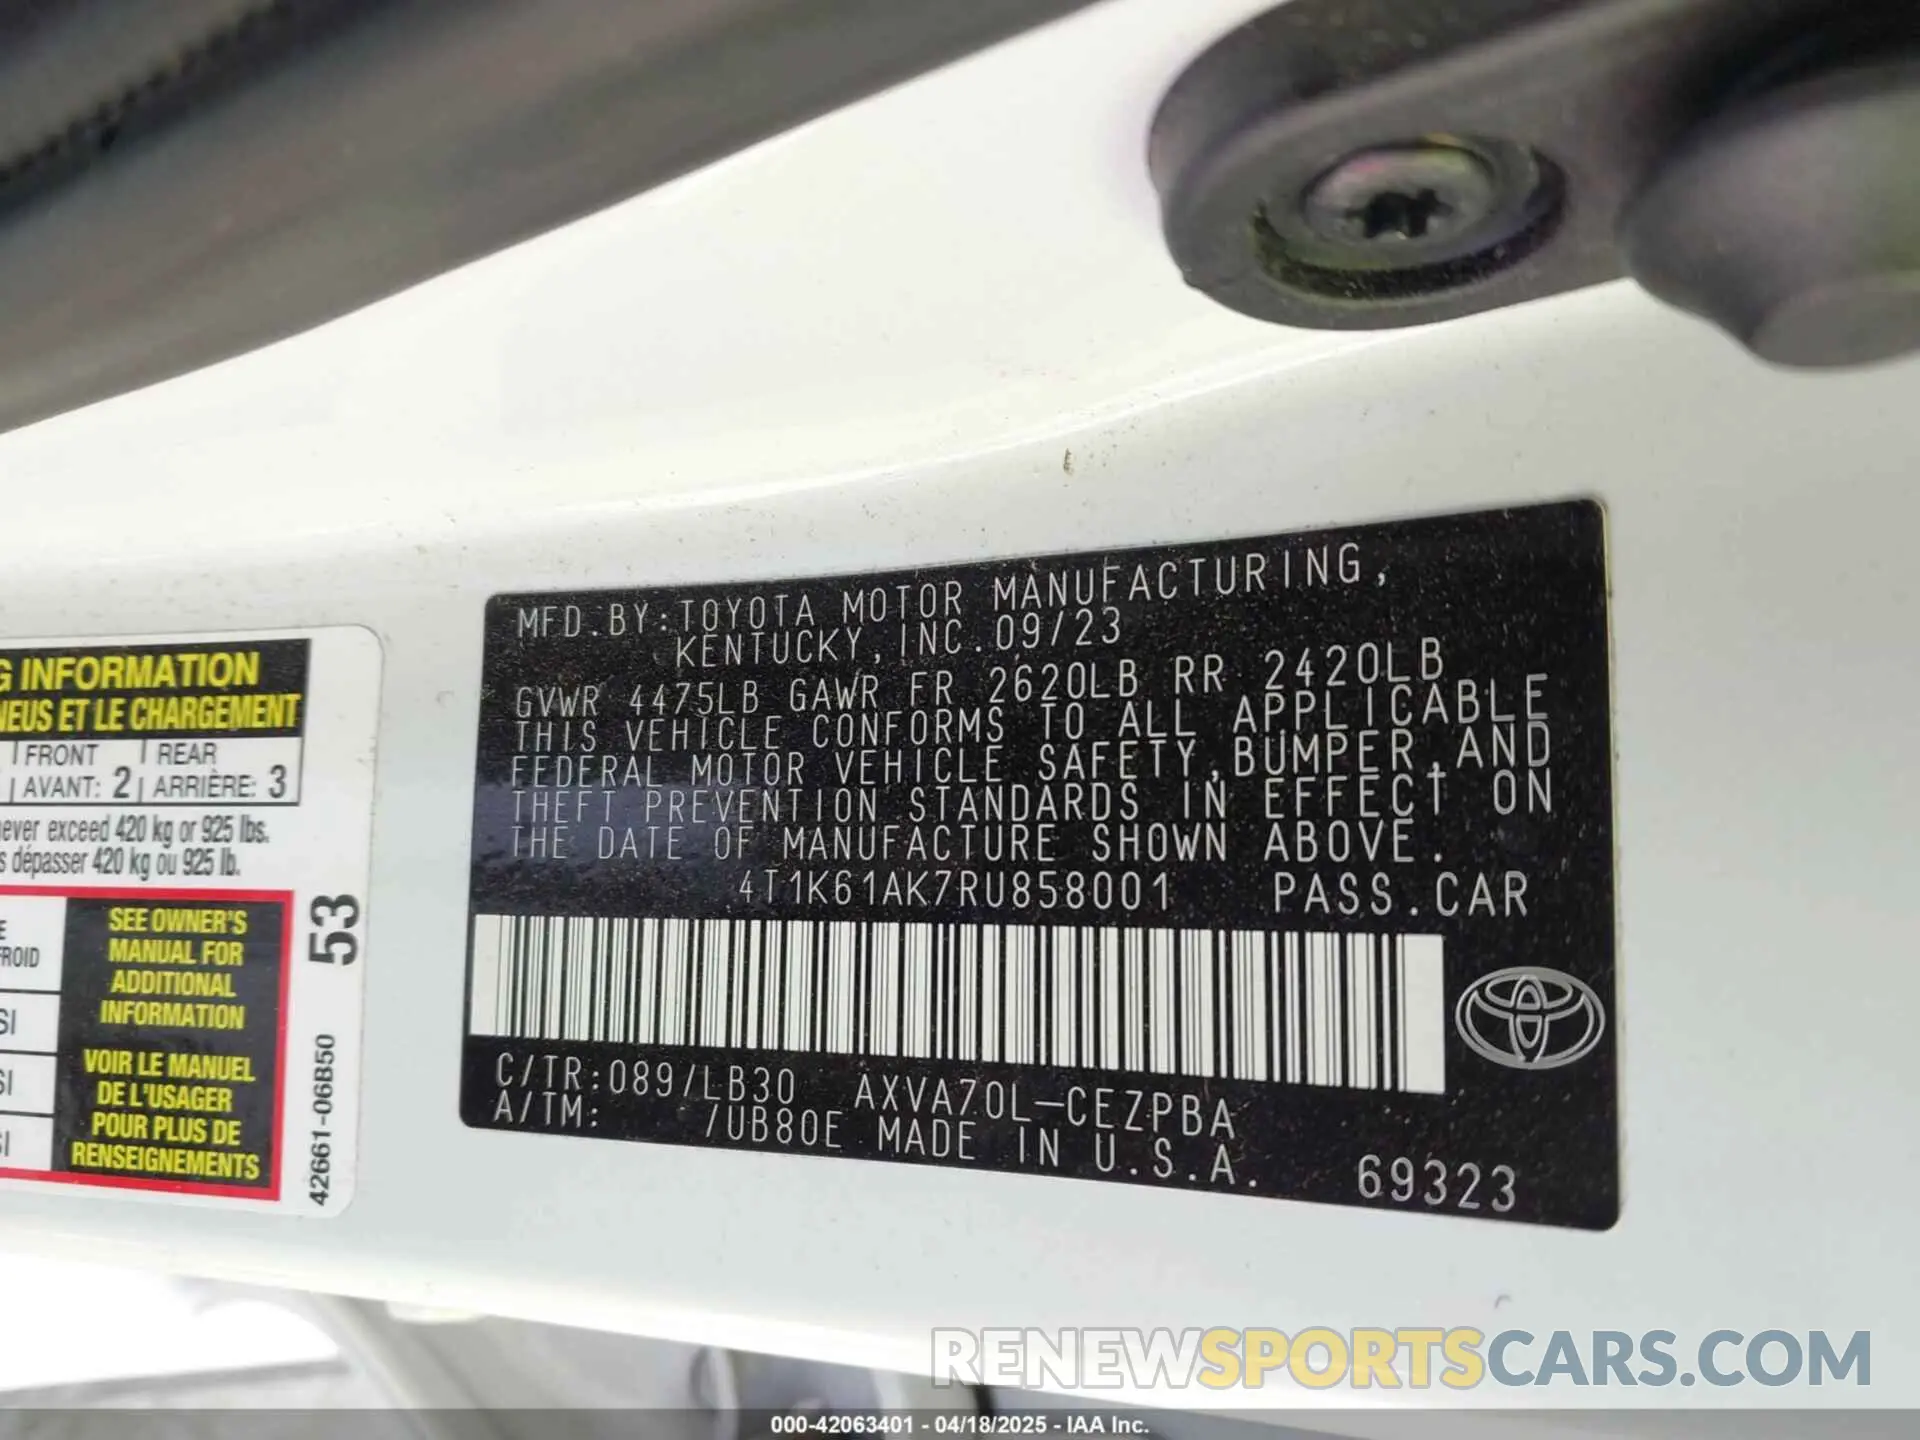 G INFORMATION
NEUS ET LE CHARGEMENT
FRONT REAR
AVANT: 2 ARRIÈRE: 3
never exceed 420 kg or 925 lbs.
s dépasser 420 kg ou 925 lb.
E
FROID
SI
SI
SI
SEE OWNER'S
MANUAL FOR
ADDITIONAL
INFORMATION
VOIR LE MANUEL
DE L'USAGER
POUR PLUS DE
RENSEIGNEMENTS
53
42661-06B50
MFD.BY:TOYOTA MOTOR MANUFACTURING,
KENTUCKY,INC.09/23
GVWR 4475LB GAWR FR 2620LB RR 2420LB
THIS VEHICLE CONFORMS TO ALL APPLICABLE
FEDERAL MOTOR VEHICLE SAFETY,BUMPER,AND
THEFT PREVENTION STANDARDS IN EFFECT ON
THE DATE OF MANUFACTURE SHOWN ABOVE.
4T1K61AK7RU858001 PASS.CAR
C/TR:089/LB30 AXVA70L-CEZPBA
A/TM: /UB80E MADE IN U.S.A.
69323
RENEWSPORTSCARS.COM
000-42063401 - 04/18/2025 - IAA Inc.